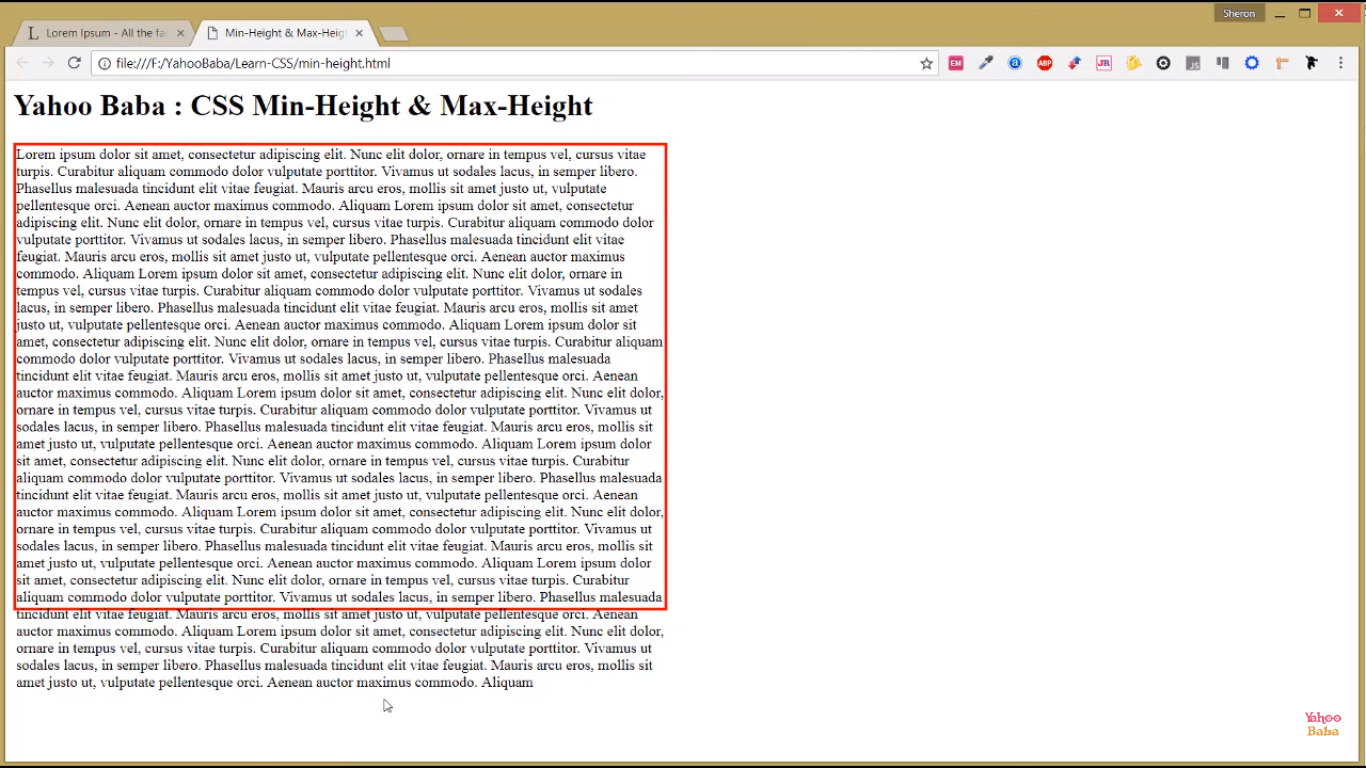 Sheron
Lorem Ipsum - All the fac
Min-Height & Max-Heig
file:///F:/YahooBaba/Learn-CSS/min-height.html
EM
a
ABP
JR
JS
Yahoo Baba : CSS Min-Height & Max-Height
Lorem ipsum dolor sit amet, consectetur adipiscing elit. Nunc elit dolor, ornare in tempus vel, cursus vitae
turpis. Curabitur aliquam commodo dolor vulputate porttitor. Vivamus ut sodales lacus, in semper libero.
Phasellus malesuada tincidunt elit vitae feugiat. Mauris arcu eros, mollis sit amet justo ut, vulputate
pellentesque orci. Aenean auctor maximus commodo. Aliquam Lorem ipsum dolor sit amet, consectetur
adipiscing elit. Nunc elit dolor, ornare in tempus vel, cursus vitae turpis. Curabitur aliquam commodo dolor
vulputate porttitor. Vivamus ut sodales lacus, in semper libero. Phasellus malesuada tincidunt elit vitae
feugiat. Mauris arcu eros, mollis sit amet justo ut, vulputate pellentesque orci. Aenean auctor maximus
commodo. Aliquam Lorem ipsum dolor sit amet, consectetur adipiscing elit. Nunc elit dolor, ornare in
tempus vel, cursus vitae turpis. Curabitur aliquam commodo dolor vulputate porttitor. Vivamus ut sodales
lacus, in semper libero. Phasellus malesuada tincidunt elit vitae feugiat. Mauris arcu eros, mollis sit amet
justo ut, vulputate pellentesque orci. Aenean auctor maximus commodo. Aliquam Lorem ipsum dolor sit
amet, consectetur adipiscing elit. Nunc elit dolor, ornare in tempus vel, cursus vitae turpis. Curabitur aliquam
commodo dolor vulputate porttitor. Vivamus ut sodales lacus, in semper libero. Phasellus malesuada
tincidunt elit vitae feugiat. Mauris arcu eros, mollis sit amet justo ut, vulputate pellentesque orci. Aenean
auctor maximus commodo. Aliquam Lorem ipsum dolor sit amet, consectetur adipiscing elit. Nunc elit dolor,
ornare in tempus vel, cursus vitae turpis. Curabitur aliquam commodo dolor vulputate porttitor. Vivamus ut
sodales lacus, in semper libero. Phasellus malesuada tincidunt elit vitae feugiat. Mauris arcu eros, mollis sit
amet justo ut, vulputate pellentesque orci. Aenean auctor maximus commodo. Aliquam Lorem ipsum dolor
sit amet, consectetur adipiscing elit. Nunc elit dolor, ornare in tempus vel, cursus vitae turpis. Curabitur
aliquam commodo dolor vulputate porttitor. Vivamus ut sodales lacus, in semper libero. Phasellus malesuada
tincidunt elit vitae feugiat. Mauris arcu eros, mollis sit amet justo ut, vulputate pellentesque orci. Aenean
auctor maximus commodo. Aliquam Lorem ipsum dolor sit amet, consectetur adipiscing elit. Nunc elit dolor,
ornare in tempus vel, cursus vitae turpis. Curabitur aliquam commodo dolor vulputate porttitor. Vivamus ut
sodales lacus, in semper libero. Phasellus malesuada tincidunt elit vitae feugiat. Mauris arcu eros, mollis sit
amet justo ut, vulputate pellentesque orci. Aenean auctor maximus commodo. Aliquam Lorem ipsum dolor
sit amet, consectetur adipiscing elit. Nunc elit dolor, ornare in tempus vel, cursus vitae turpis. Curabitur
aliquam commodo dolor vulputate porttitor. Vivamus ut sodales lacus, in semper libero. Phasellus malesuada
tincidunt elit vitae feugiat. Mauris arcu eros, mollis sit amet justo ut, vulputate pellentesque orci. Aenean
auctor maximus commodo. Aliquam Lorem ipsum dolor sit amet, consectetur adipiscing elit. Nunc elit dolor,
ornare in tempus vel, cursus vitae turpis. Curabitur aliquam commodo dolor vulputate porttitor. Vivamus ut
sodales lacus, in semper libero. Phasellus malesuada tincidunt elit vitae feugiat. Mauris arcu eros, mollis sit
amet justo ut, vulputate pellentesque orci. Aenean auctor maximus commodo. Aliquam
Yahoo
Baba